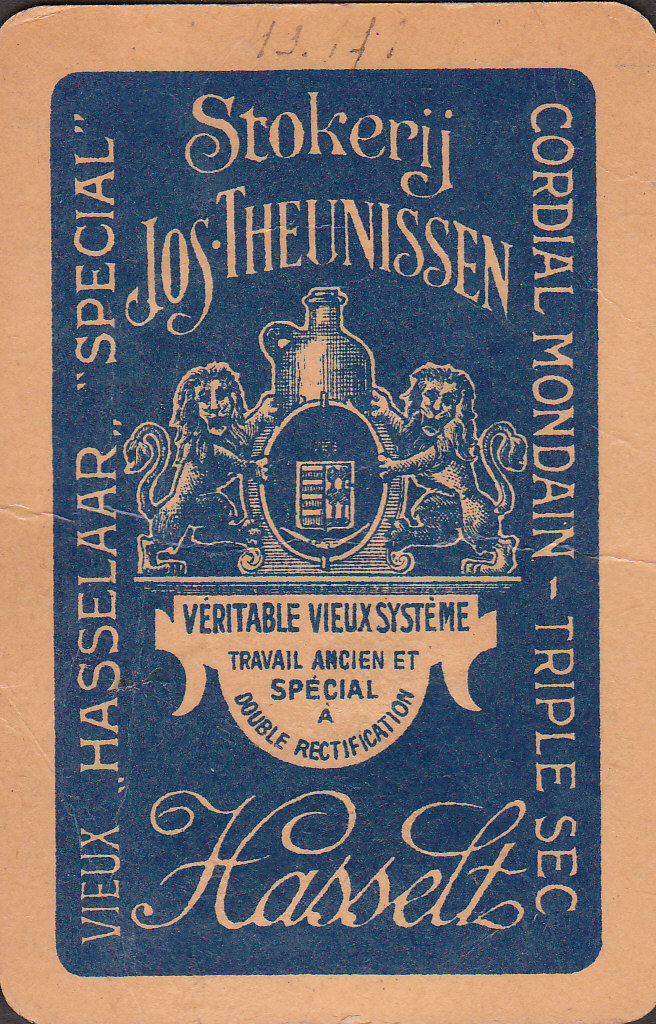 Stokerij
Jos. THEUNISSEN
VIEUX „HASSELAAR„ "SPECIAL"
CORDIAL MONDAIN - TRIPLE SEC
VÉRITABLE VIEUX SYSTÈME
TRAVAIL ANCIEN ET
SPÉCIAL
À
DOUBLE RECTIFICATION
Hasselt